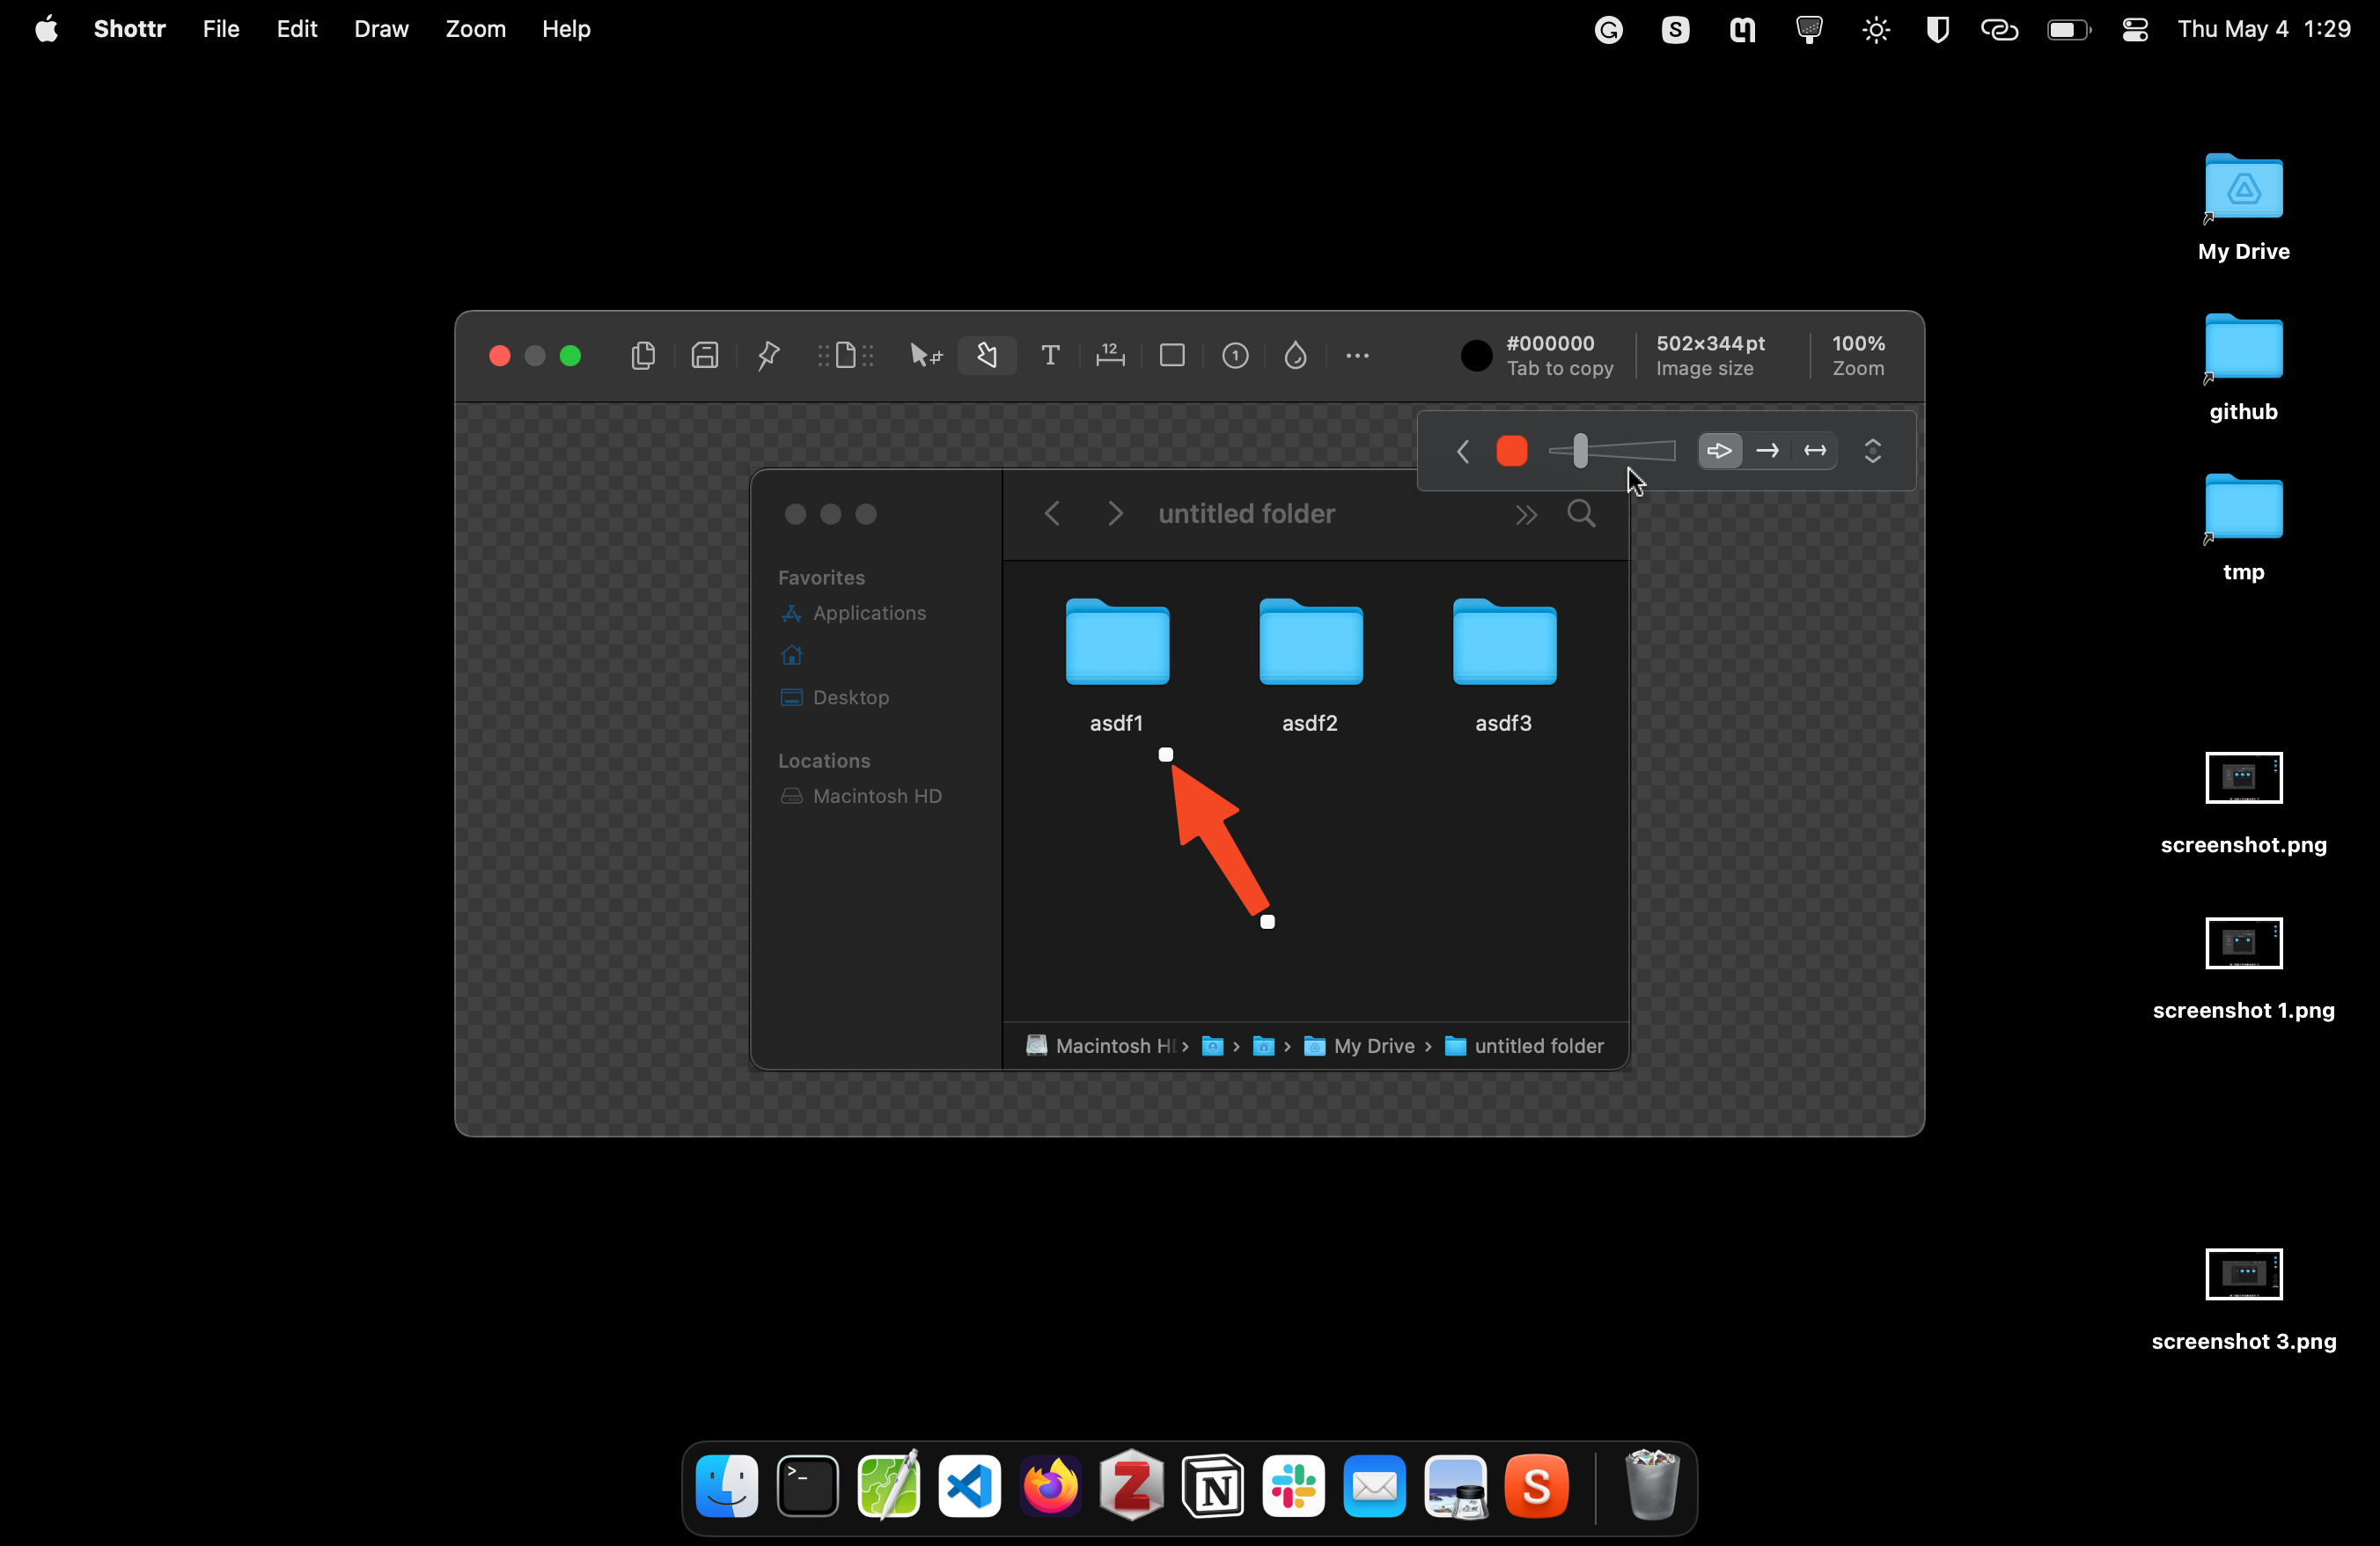 Shottr File Edit Draw Zoom Help
Thu May 4 1:29
My Drive
github
tmp
screenshot.png
screenshot 1.png
screenshot 3.png
T
12
1
#000000
Tab to copy
502×344pt
Image size
100%
Zoom
untitled folder
Favorites
Applications
Desktop
Locations
Macintosh HD
asdf1 asdf2 asdf3
Macintosh H › › › My Drive › untitled folder